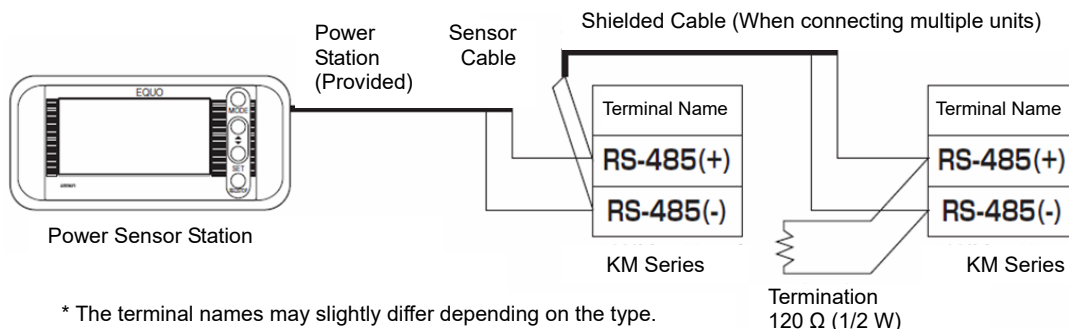 Shielded Cable (When connecting multiple units)
Power Sensor
Station Cable
(Provided)
EQUO
MODE
SET
Terminal Name
RS-485(+)
RS-485(-)
Terminal Name
RS-485(+)
RS-485(-)
Power Sensor Station
KM Series
KM Series
Termination
120 Ω (1/2 W)
* The terminal names may slightly differ depending on the type.